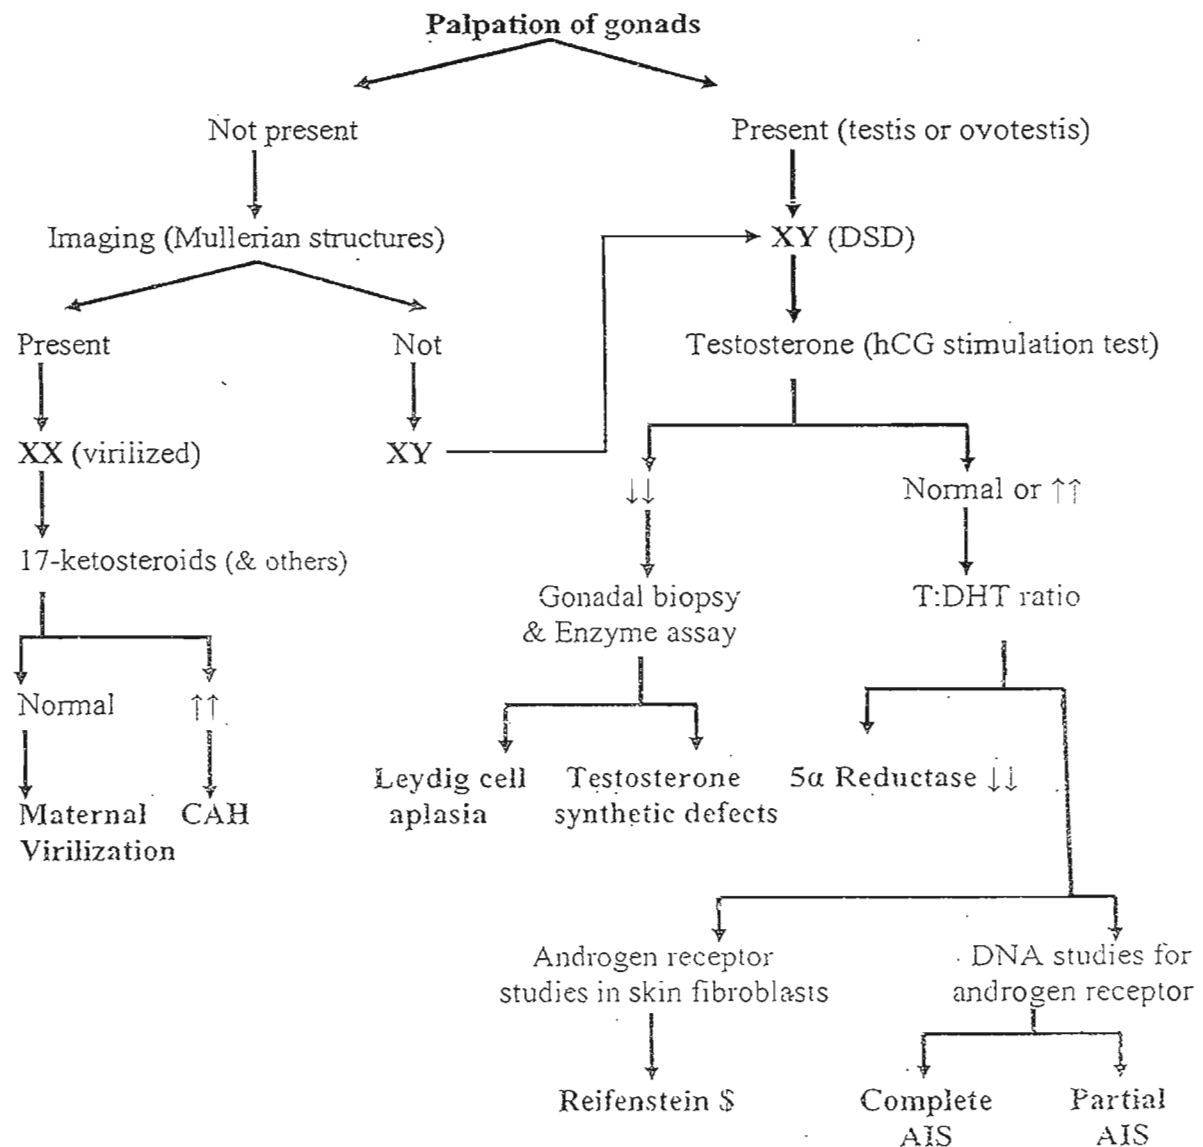 Palpation of gonads
Not present
Present (testis or ovotestis)
Imaging (Mullerian structures)
XY (DSD)
Present
Not
Testosterone (hCG stimulation test)
XX (virilized)
XY
↓↓
Normal or ↑↑
17-ketosteroids (& others)
Gonadal biopsy
& Enzyme assay
T:DHT ratio
Normal
↑↑
Maternal
Virilization
CAH
Leydig cell
aplasia
Testosterone
synthetic defects
5α Reductase ↓↓
Androgen receptor
studies in skin fibroblasts
DNA studies for
androgen receptor
Reifenstein $
Complete
AIS
Partial
AIS